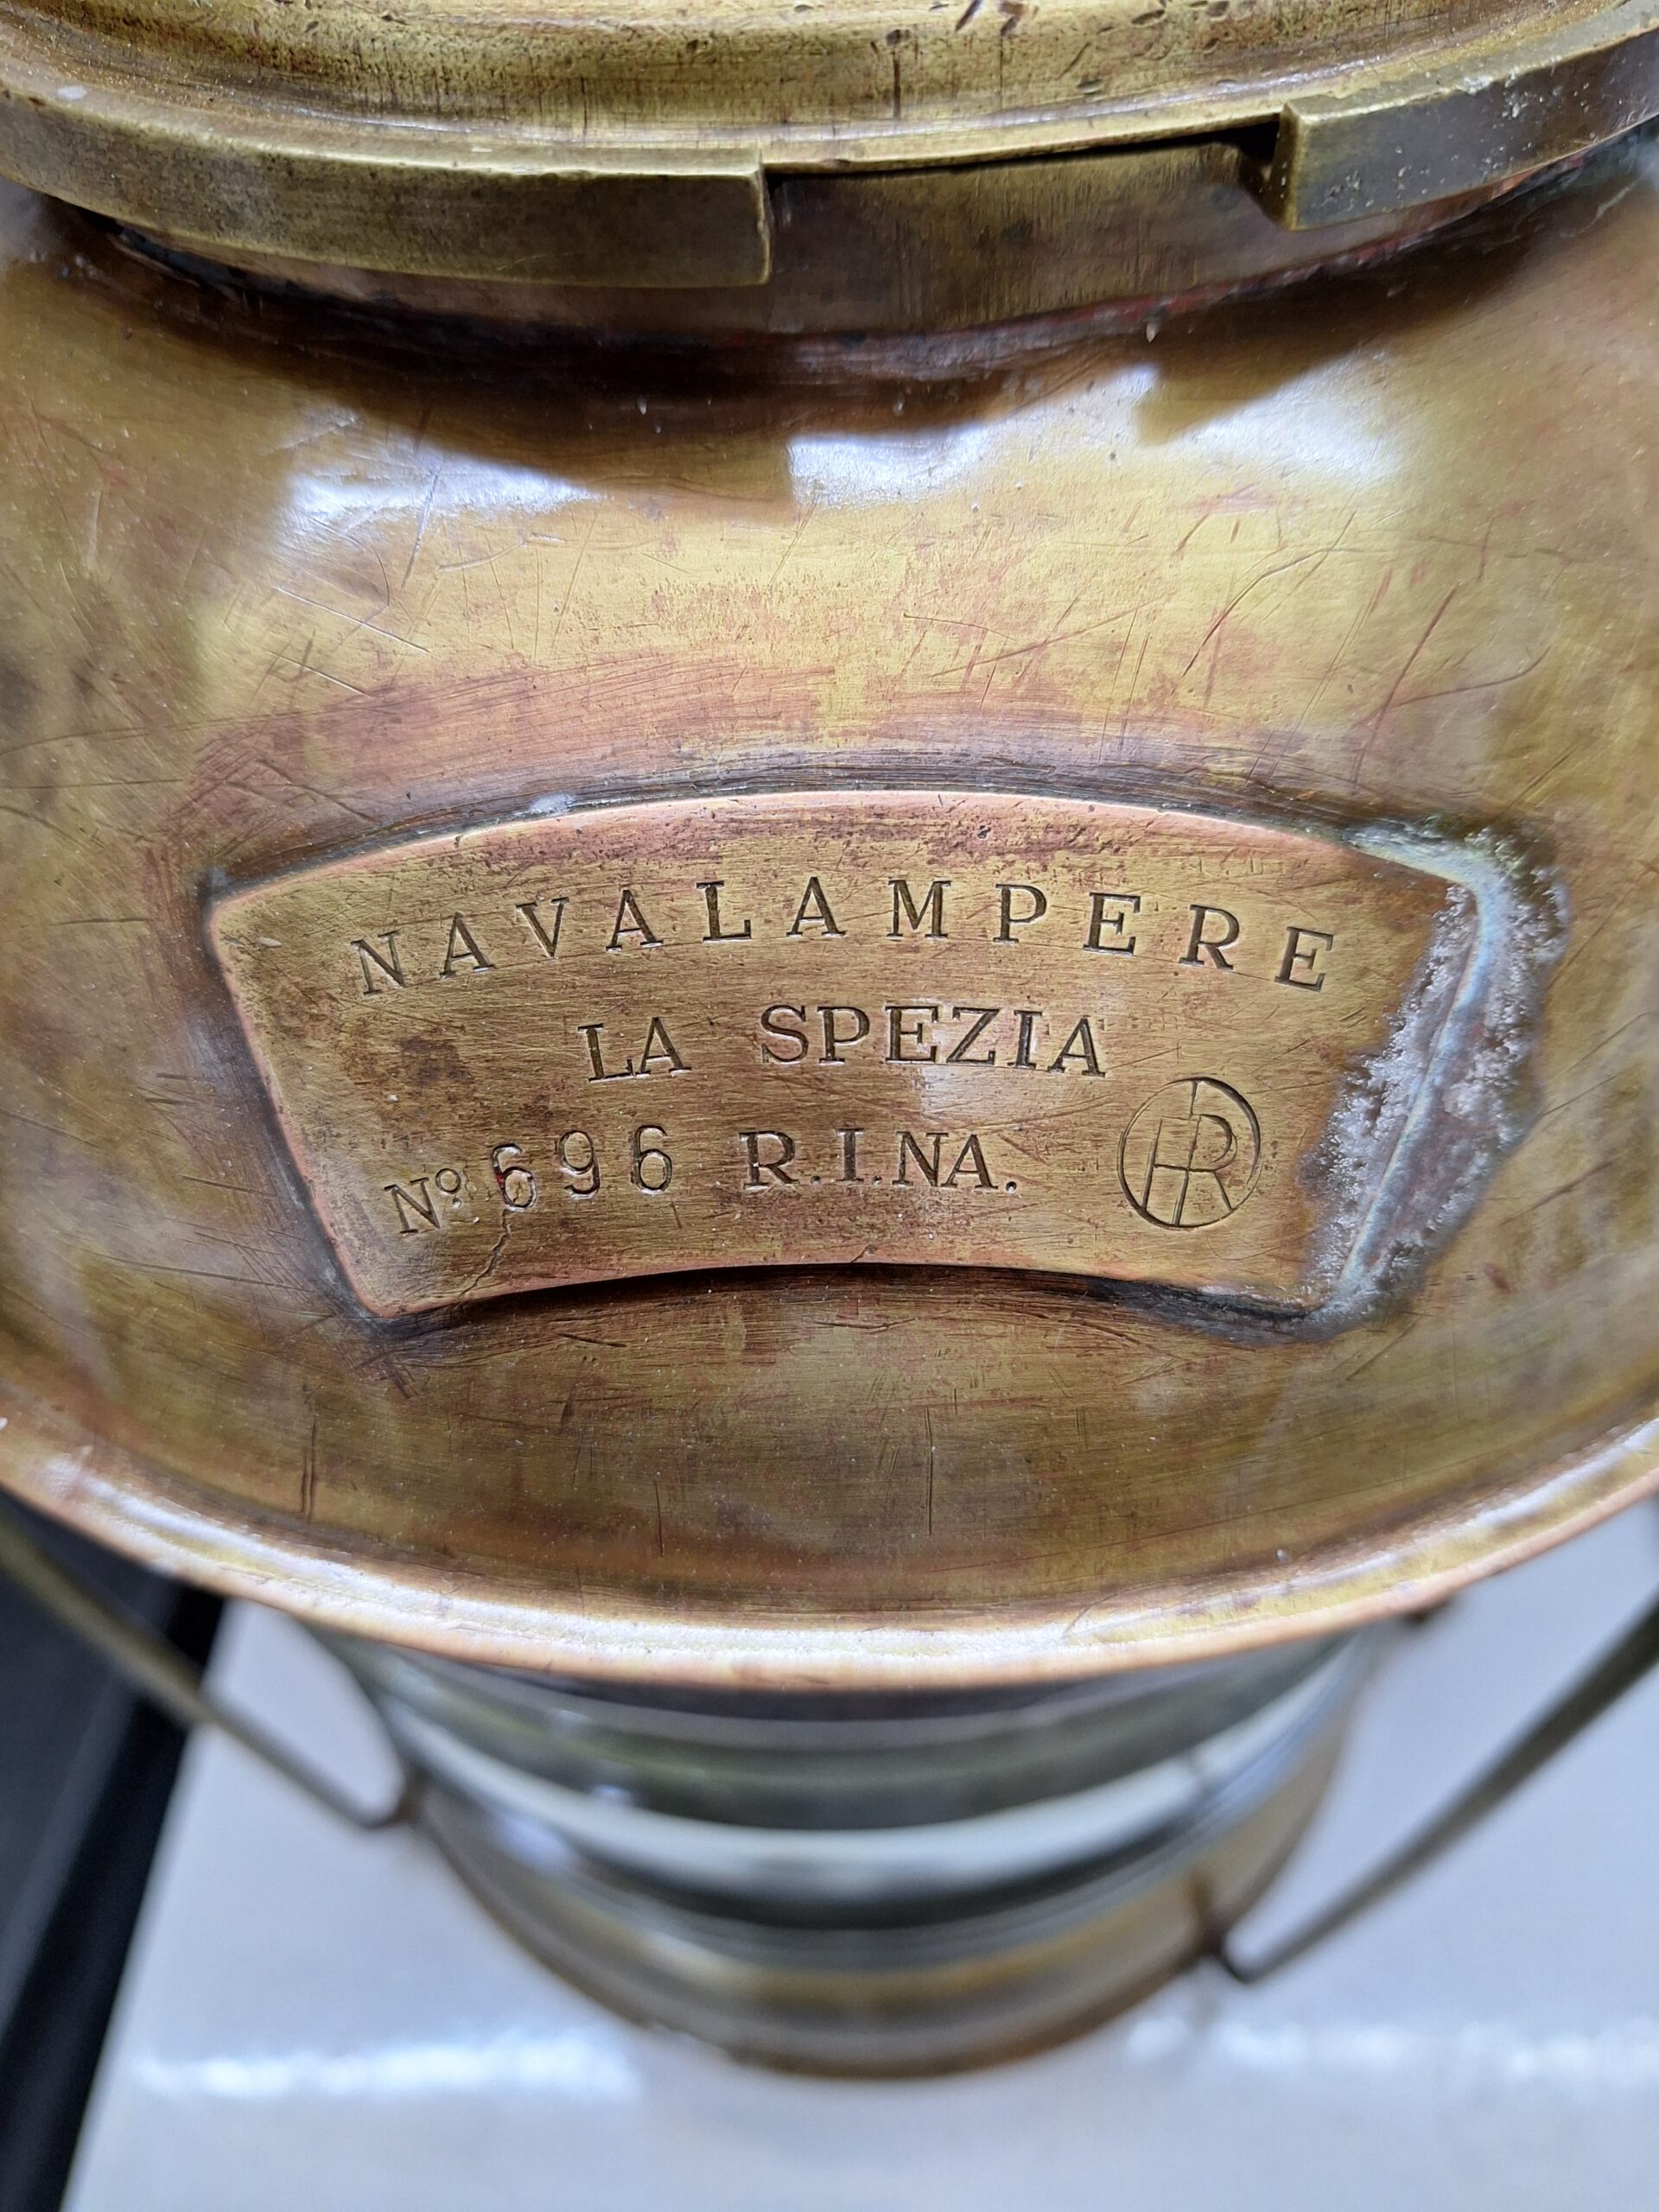 NAVALAMPERE
LA SPEZIA
Nº 696 R.I.NA.